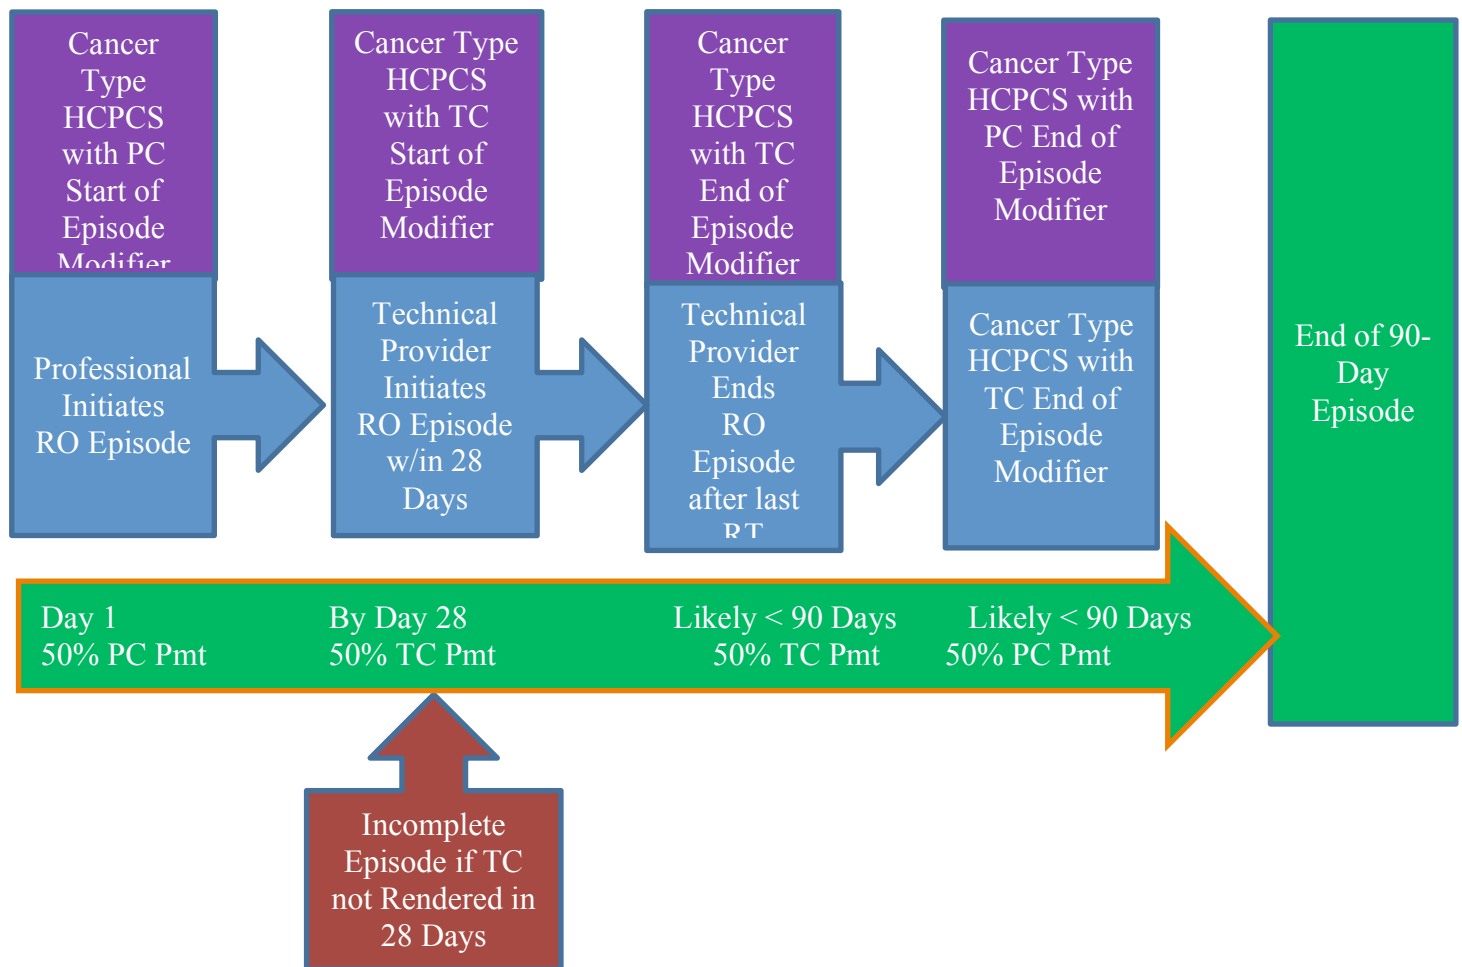 Cancer
Type
HCPCS
with PC
Start of
Episode
Modifier
Cancer Type
HCPCS
with TC
Start of
Episode
Modifier
Cancer
Type
HCPCS
with TC
End of
Episode
Modifier
Cancer Type
HCPCS with
PC End of
Episode
Modifier
Professional
Initiates
RO Episode
Technical
Provider
Initiates
RO Episode
w/in 28
Days
Technical
Provider
Ends
RO
Episode
after last
RT
Cancer Type
HCPCS with
TC End of
Episode
Modifier
End of 90-
Day
Episode
Day 1
50% PC Pmt
By Day 28
50% TC Pmt
Likely < 90 Days
50% TC Pmt
Likely < 90 Days
50% PC Pmt
Incomplete
Episode if TC
not Rendered in
28 Days